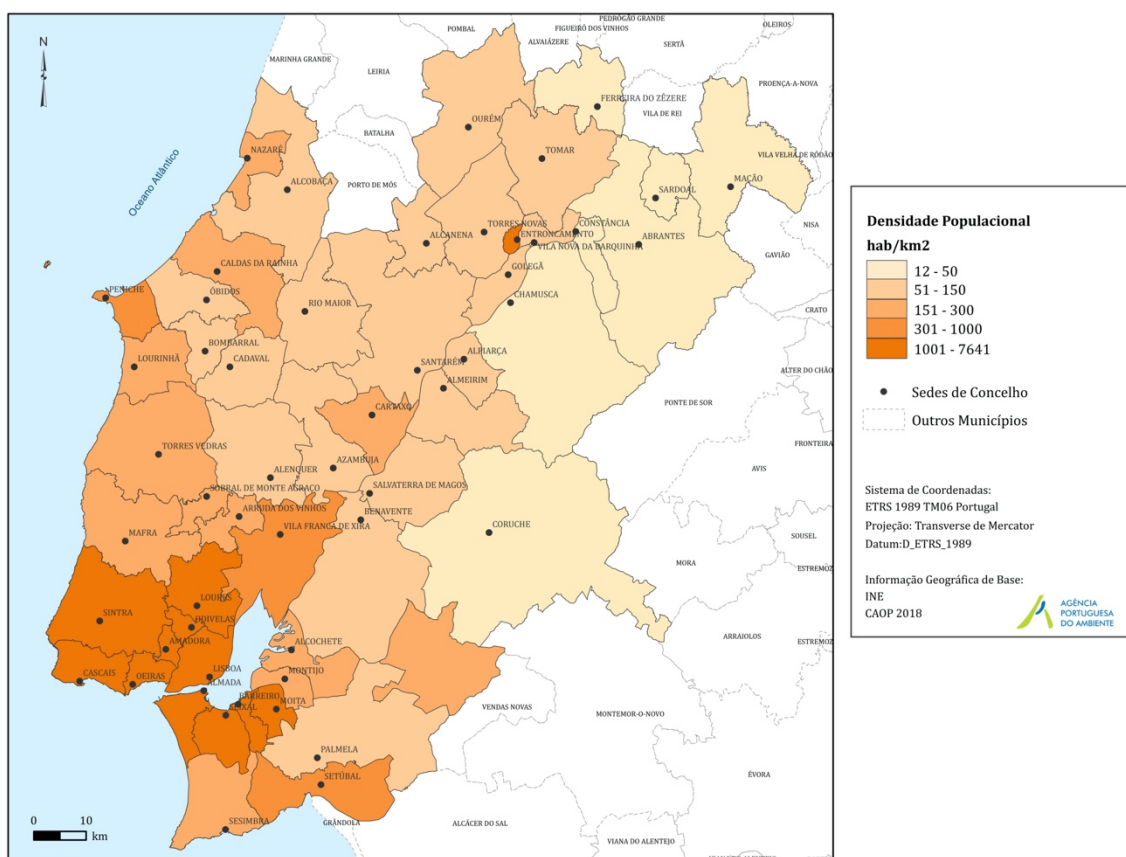 POMBAL
PEDRÓGÃO GRANDE
FIGUEIRÓ DOS VINHOS
OLEIROS
ALVAIÁZERE
SERTÃ
N
MARINHA GRANDE
LEIRIA
PROENÇA-A-NOVA
FERREIRA DO ZÊZERE
VILA DE REI
OURÉM
BATALHA
Oceano Atlântico
NAZARÉ
TOMAR
VILA VELHA DE RODÃO
ALCOBAÇA
PORTO DE MÓS
MAÇÃO
SARDOAL
NISA
TORRES NOVAS
CONSTÂNCIA
ALCANENA
ENTRONCAMENTO
ABRANTES
VILA NOVA DA BARQUINHA
GAVIÃO
CALDAS DA RAINHA
GOLEGÃ
PENICHE
ÓBIDOS
RIO MAIOR
CHAMUSCA
CRATO
BOMBARRAL
LOURINHÃ
CADAVAL
SANTARÉM
ALPIARÇA
ALTER DO CHÃO
ALMEIRIM
PONTE DE SOR
CARTAXO
FRONTEIRA
TORRES VEDRAS
AVIS
ALENQUER
AZAMBUJA
SOBRAL DE MONTE AGRAÇO
SALVATERRA DE MAGOS
ARRUDA DOS VINHOS
BENAVENTE
VILA FRANCA DE XIRA
CORUCHE
MAFRA
SOUSEL
MORA
ESTREMOZ
LOURES
SINTRA
ODIVELAS
ARRAIOLOS
ESTREMOZ
AMADORA
ALCOCHETE
CASCAIS
OEIRAS
LISBOA
MONTIJO
ALMADA
BARREIRO
MOITA
SEIXAL
VENDAS NOVAS
MONTEMOR-O-NOVO
PALMELA
ÉVORA
SETÚBAL
SESIMBRA
GRÂNDOLA
ALCÁCER DO SAL
VIANA DO ALENTEJO
0 10
km
Densidade Populacional
hab/km2
12 - 50
51 - 150
151 - 300
301 - 1000
1001 - 7641
Sedes de Concelho
Outros Municípios
Sistema de Coordenadas:
ETRS 1989 TM06 Portugal
Projeção: Transverse de Mercator
Datum:D_ETRS_1989
Informação Geográfica de Base:
INE
CAOP 2018
AGÊNCIA
PORTUGUESA
DO AMBIENTE